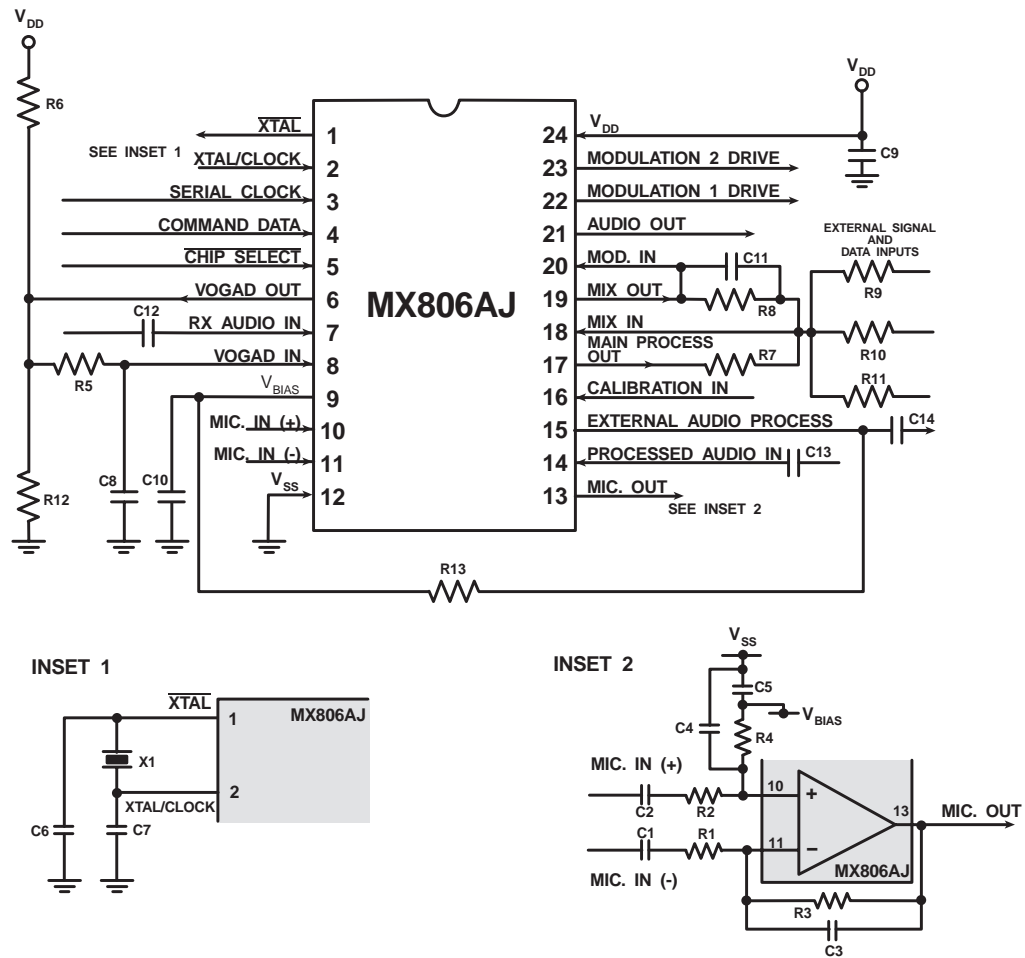 VDD
R6
SEE INSET 1
XTAL
XTAL/CLOCK
SERIAL CLOCK
COMMAND DATA
CHIP SELECT
VOGAD OUT
C12
RX AUDIO IN
VOGAD IN
R5
VBIAS
MIC. IN (+)
MIC. IN (-)
VSS
R12
C8
C10
1
2
3
4
5
6
7
8
9
10
11
12
MX806AJ
24
23
22
21
20
19
18
17
16
15
14
13
VDD
MODULATION 2 DRIVE
MODULATION 1 DRIVE
AUDIO OUT
MOD. IN
MIX OUT
MIX IN
MAIN PROCESS
OUT
CALIBRATION IN
EXTERNAL AUDIO PROCESS
PROCESSED AUDIO IN
MIC. OUT
SEE INSET 2
VDD
C9
EXTERNAL SIGNAL
AND
DATA INPUTS
C11
R8
R7
R9
R10
R11
C14
C13
R13
INSET 1
XTAL
1
MX806AJ
X1
2
XTAL/CLOCK
C6
C7
INSET 2
VSS
C5
VBIAS
C4
R4
MIC. IN (+)
C2
R2
10
+
13
MIC. OUT
C1
R1
11
−
MIC. IN (-)
MX806AJ
R3
C3